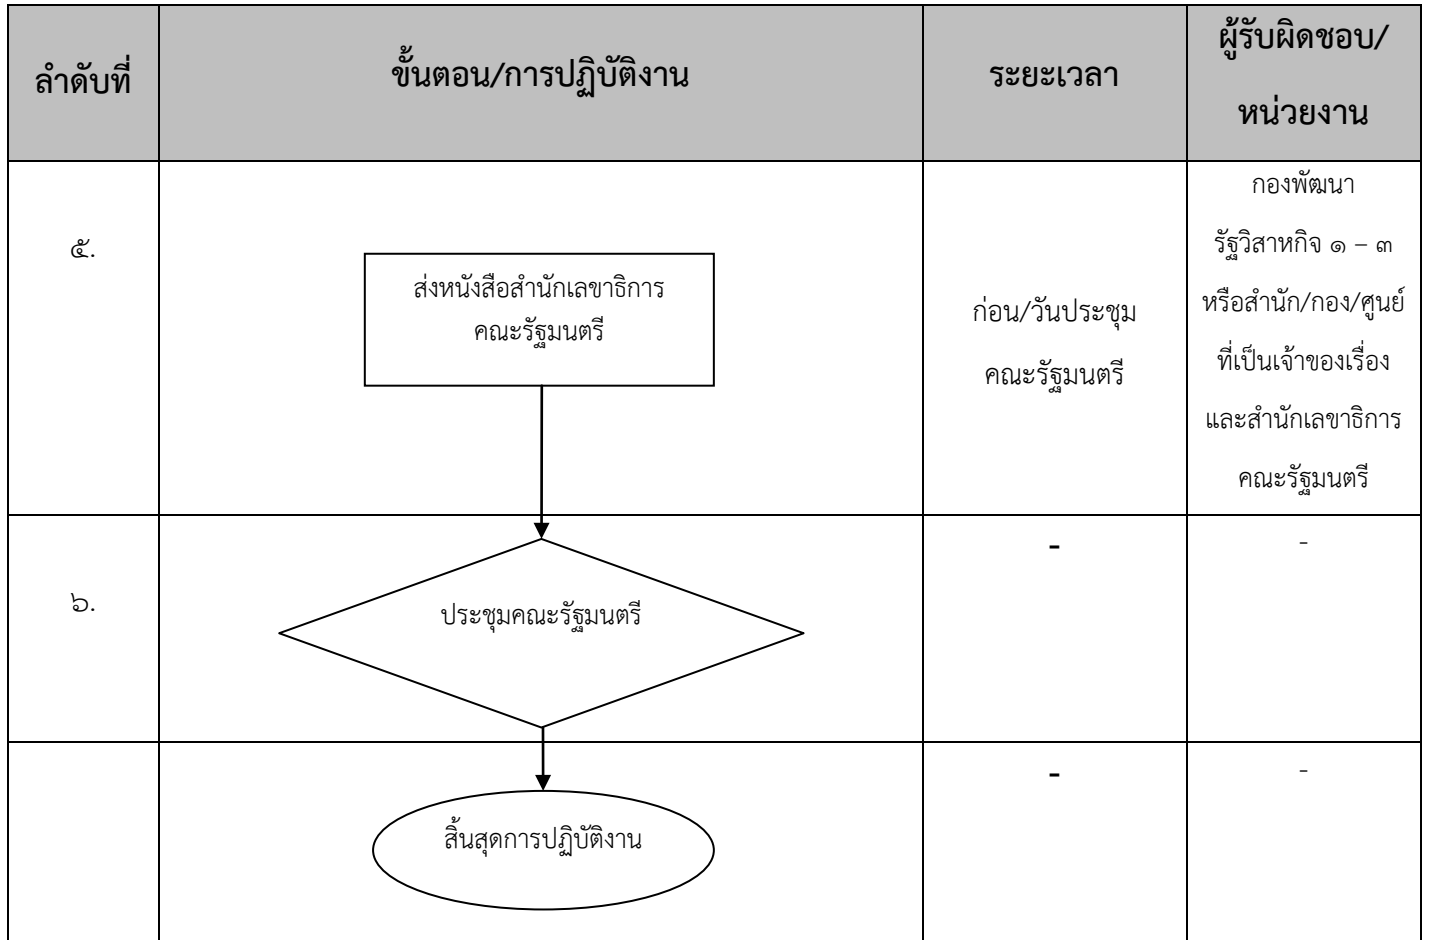 ลำดับที่
ขั้นตอน/การปฏิบัติงาน
ระยะเวลา
ผู้รับผิดชอบ/
หน่วยงาน
๕.
ส่งหนังสือสำนักเลขาธิการ
คณะรัฐมนตรี
ก่อน/วันประชุม
คณะรัฐมนตรี
กองพัฒนา
รัฐวิสาหกิจ ๑ – ๓
หรือสำนัก/กอง/ศูนย์
ที่เป็นเจ้าของเรื่อง
และสำนักเลขาธิการ
คณะรัฐมนตรี
๖.
ประชุมคณะรัฐมนตรี
-
-
สิ้นสุดการปฏิบัติงาน
-
-